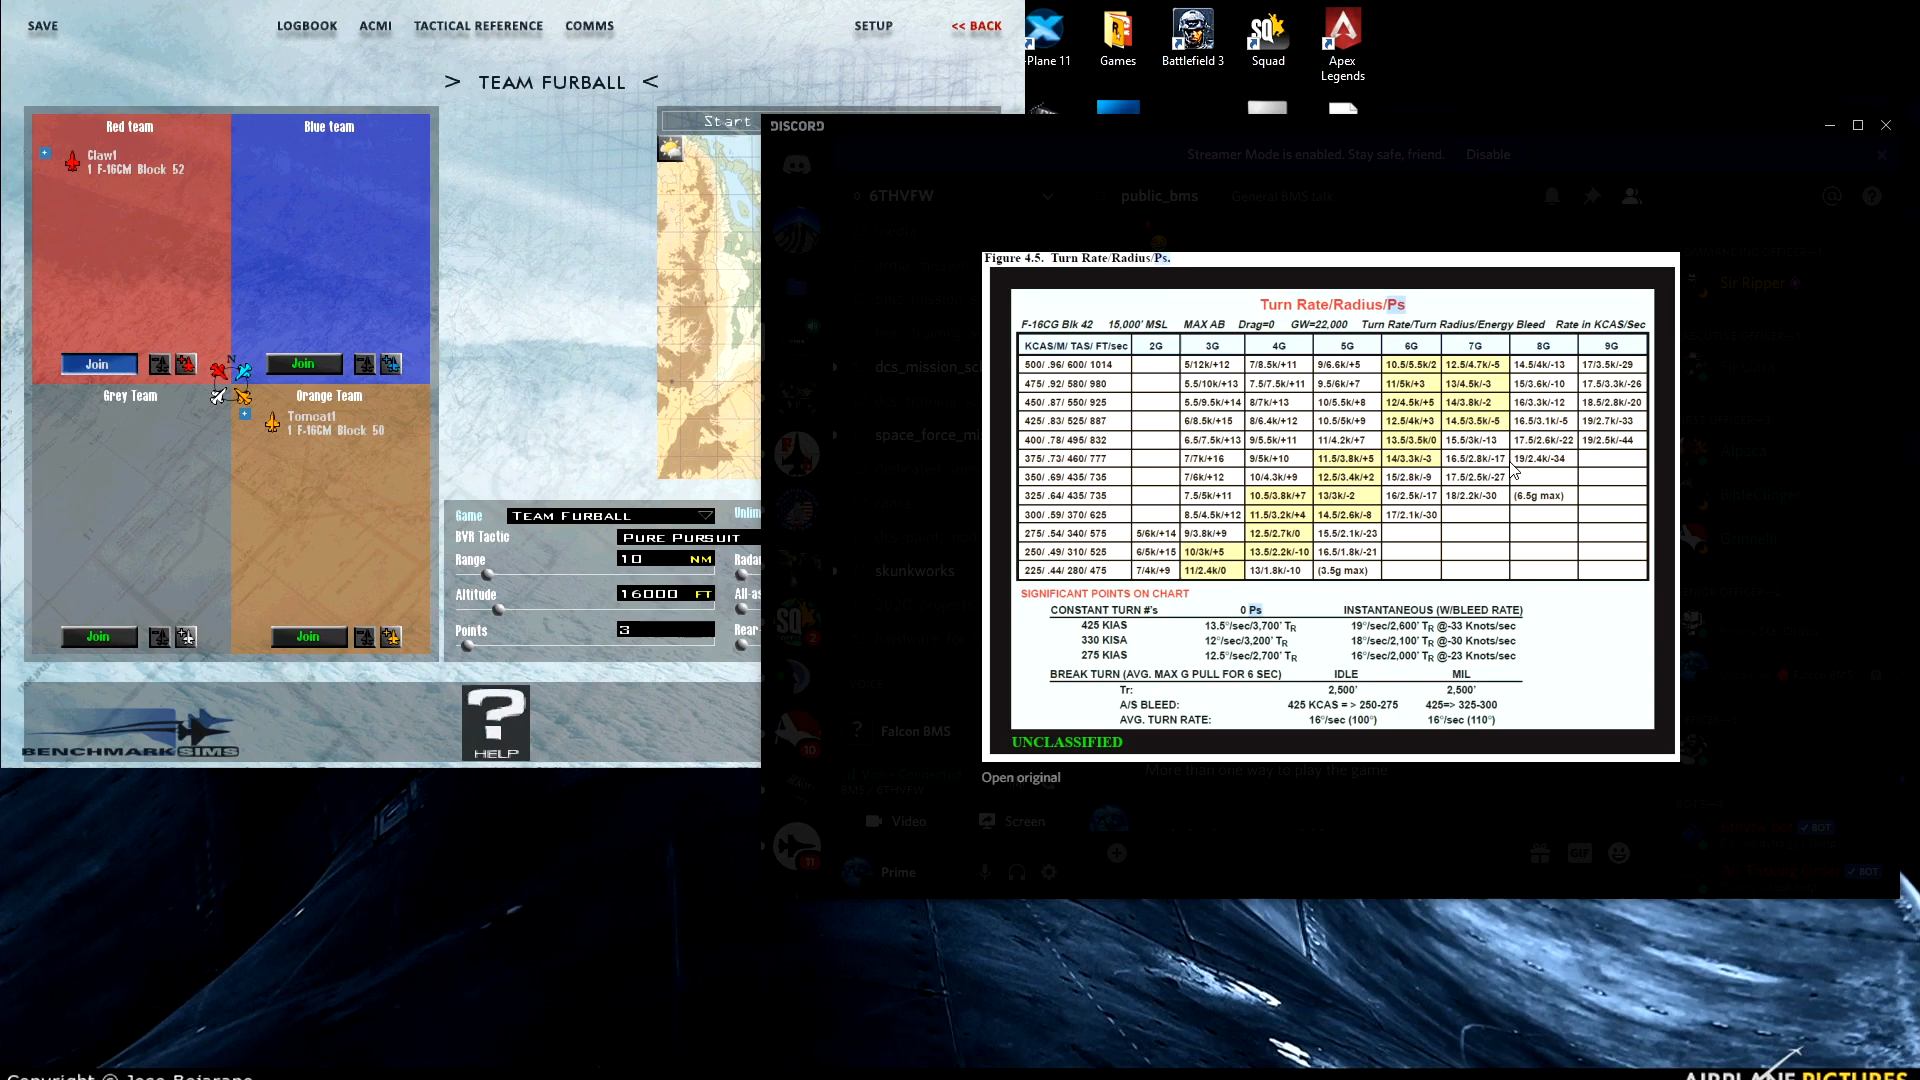 SAVE
LOGBOOK ACMI TACTICAL REFERENCE COMMS
SETUP << BACK
> TEAM FURBALL <
Red team
Claw1
1 F-16CM Block 52
Join
Blue team
Join
Grey Team
Join
Orange Team
Tomcat1
1 F-16CM Block 50
Join
N
Start
Game TEAM FURBALL
BVR Tactic PURE PURSUIT
Range 10 NM
Altitude 16000 FT
Points 3
BENCHMARKSIMS
?
HELP
-Plane 11
Games
Battlefield 3
SQ
Squad
Apex Legends
DISCORD
Streamer Mode is enabled. Stay safe, friend. Disable
6THVFW
public_bms General BMS talk
dcs_mission_sc
space_force_mi
skunkworks
VOICE
? Falcon BMS
2
10
11
Video Screen
Prime
GIF
BOT
BOT
Sir Ripper
More than one way to play the game
Open original
Figure 4.5. Turn Rate/Radius/Ps.
Turn Rate/Radius/Ps
F-16CG Blk 42 15,000' MSL MAX AB Drag=0 GW=22,000 Turn Rate/Turn Radius/Energy Bleed Rate in KCAS/Sec
KCAS/M/ TAS/ FT/sec 2G 3G 4G 5G 6G 7G 8G 9G
500/ .96/ 600/ 1014 5/12k/+12 7/8.5k/+11 9/6.6k/+5 10.5/5.5k/2 12.5/4.7k/-5 14.5/4k/-13 17/3.5k/-29
475/ .92/ 580/ 980 5.5/10k/+13 7.5/7.5k/+11 9.5/6k/+7 11/5k/+3 13/4.5k/-3 15/3.6k/-10 17.5/3.3k/-26
450/ .87/ 550/ 925 5.5/9.5k/+14 8/7k/+13 10/5.5k/+8 12/4.5k/+5 14/3.8k/-2 16/3.3k/-12 18.5/2.8k/-20
425/ .83/ 525/ 887 6/8.5k/+15 8/6.4k/+12 10.5/5k/+9 12.5/4k/+3 14.5/3.5k/-5 16.5/3.1k/-5 19/2.7k/-33
400/ .78/ 495/ 832 6.5/7.5k/+13 9/5.5k/+11 11/4.2k/+7 13.5/3.5k/0 15.5/3k/-13 17.5/2.6k/-22 19/2.5k/-44
375/ .73/ 460/ 777 7/7k/+16 9/5k/+10 11.5/3.8k/+5 14/3.3k/-3 16.5/2.8k/-17 19/2.4k/-34
350/ .69/ 435/ 735 7/6k/+12 10/4.3k/+9 12.5/3.4k/+2 15/2.8k/-9 17.5/2.5k/-27
325/ .64/ 435/ 735 7.5/5k/+11 10.5/3.8k/+7 13/3k/-2 16/2.5k/-17 18/2.2k/-30 (6.5g max)
300/ .59/ 370/ 625 8.5/4.5k/+12 11.5/3.2k/+4 14.5/2.6k/-8 17/2.1k/-30
275/ .54/ 340/ 575 5/6k/+14 9/3.8k/+9 12.5/2.7k/0 15.5/2.1k/-23
250/ .49/ 310/ 525 6/5k/+15 10/3k/+5 13.5/2.2k/-10 16.5/1.8k/-21
225/ .44/ 280/ 475 7/4k/+9 11/2.4k/0 13/1.8k/-10 (3.5g max)
SIGNIFICANT POINTS ON CHART
CONSTANT TURN #'s 0 Ps INSTANTANEOUS (W/BLEED RATE)
425 KIAS 13.5°/sec/3,700' TR 19°/sec/2,600' TR @-33 Knots/sec
330 KISA 12°/sec/3,200' TR 18°/sec/2,100' TR @-30 Knots/sec
275 KIAS 12.5°/sec/2,700' TR 16°/sec/2,000' TR @-23 Knots/sec
BREAK TURN (AVG. MAX G PULL FOR 6 SEC) IDLE MIL
Tr: 2,500' 2,500'
A/S BLEED: 425 KCAS = > 250-275 425=> 325-300
AVG. TURN RATE: 16°/sec (100°) 16°/sec (110°)
UNCLASSIFIED
AIRPLANE PICTURES